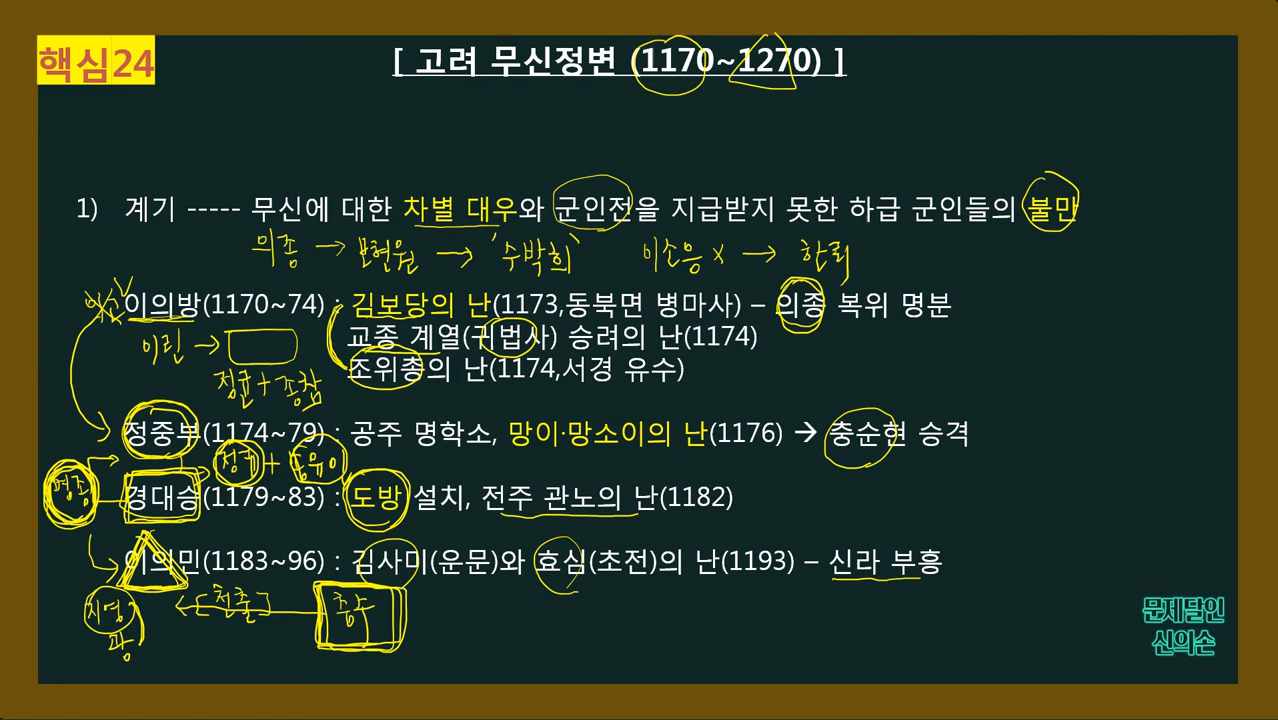 핵심24
[ 고려 무신정변 (1170~1270) ]
1) 계기 ----- 무신에 대한 차별 대우와 군인전을 지급받지 못한 하급 군인들의 불만
의종 → 보현원 → '수박희' 이소응 x → 한뢰
이의방(1170~74) : 김보당의 난(1173,동북면 병마사) – 의종 복위 명분
이린 → 교종 계열(귀법사) 승려의 난(1174)
정균 + 종참 조위총의 난(1174,서경 유수)
정중부(1174~79) : 공주 명학소, 망이·망소이의 난(1176) → 충순현 승격
명종 정균 + 송유인
경대승(1179~83) : 도방 설치, 전주 관노의 난(1182)
이의민(1183~96) : 김사미(운문)와 효심(초전)의 난(1193) – 신라 부흥
지영 [천출] 충수
광
문제달인
신의손